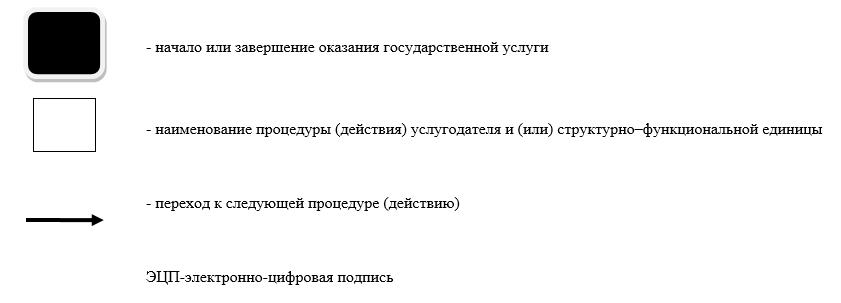 - начало или завершение оказания государственной услуги
- наименование процедуры (действия) услугодателя и (или) структурно–функциональной единицы
- переход к следующей процедуре (действию)
ЭЦП-электронно-цифровая подпись